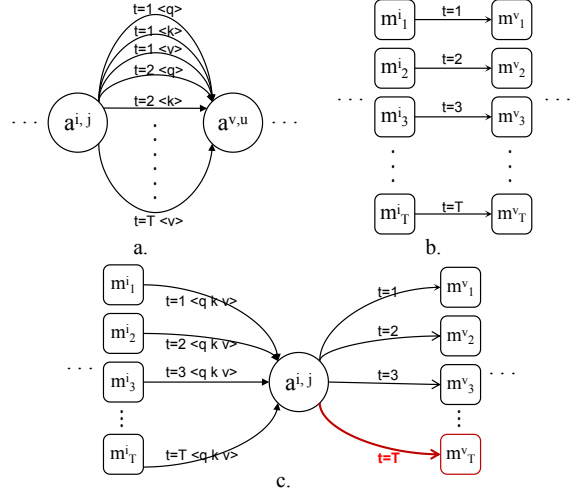 t=1 <q>
t=1 <k>
t=1 <v>
t=2 <q>
t=2 <k>
a^{i, j}
a^{v,u}
. . .
. . .
t=T <v>
a.
m^i_1 t=1 m^v_1
m^i_2 t=2 m^v_2
. . . m^i_3 t=3 m^v_3 . . .
m^i_T t=T m^v_T
b.
m^i_1 t=1 <q k v> t=1 m^v_1
m^i_2 t=2 <q k v> t=2 m^v_2
. . . m^i_3 t=3 <q k v> a^{i, j} t=3 m^v_3 . . .
m^i_T t=T <q k v> t=T m^v_T
c.